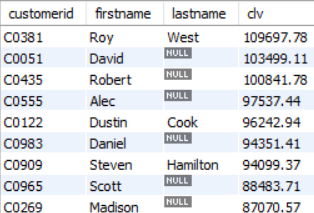 customerid firstname lastname clv
C0381 Roy West 109697.78
C0051 David NULL 103499.11
C0435 Robert NULL 100841.78
C0555 Alec NULL 97537.44
C0122 Dustin Cook 96242.94
C0983 Daniel NULL 94351.41
C0909 Steven Hamilton 94099.37
C0965 Scott NULL 88483.71
C0269 Madison NULL 87070.57